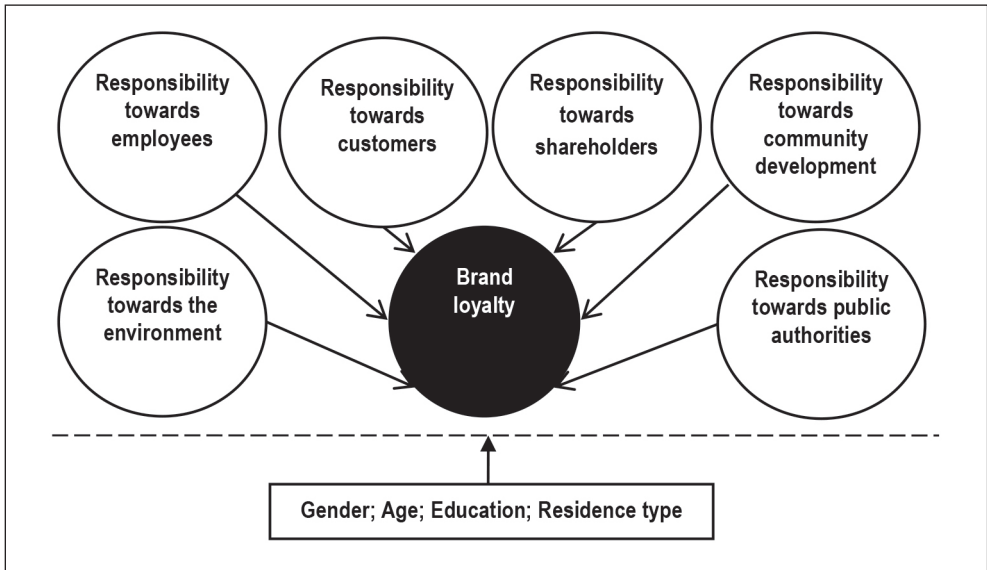 Responsibility
towards
employees
Responsibility
towards
customers
Responsibility
towards
shareholders
Responsibility
towards
community
development
Responsibility
towards the
environment
Brand
loyalty
Responsibility
towards public
authorities
Gender; Age; Education; Residence type